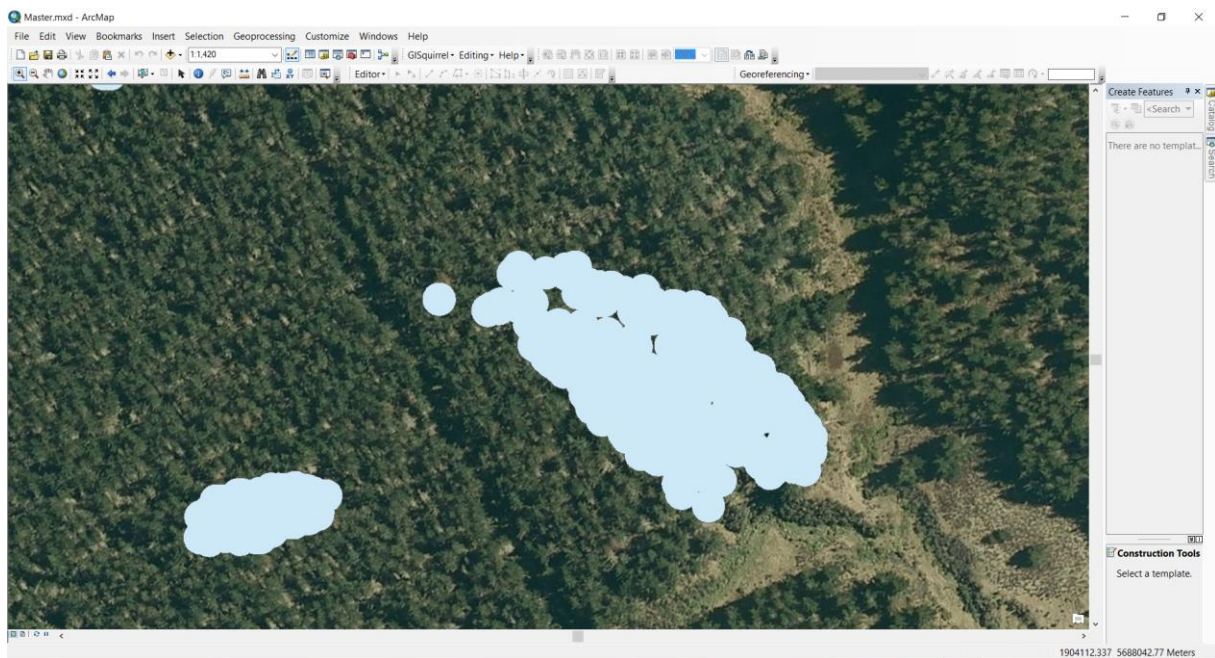 Master.mxd - ArcMap
File Edit View Bookmarks Insert Selection Geoprocessing Customize Windows Help
1:1,420 GISquirrel Editing Help
Editor Georeferencing
Create Features
<Search
There are no templat...
Catalog
Search
Construction Tools
Select a template.
1904112.337 5688042.77 Meters